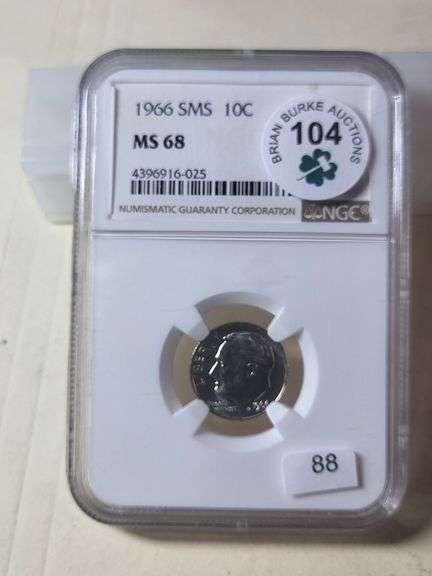 1966 SMS 10C
MS 68
4396916-025
NUMISMATIC GUARANTY CORPORATION
NGC®
BRIAN BURKE AUCTIONS
104
88